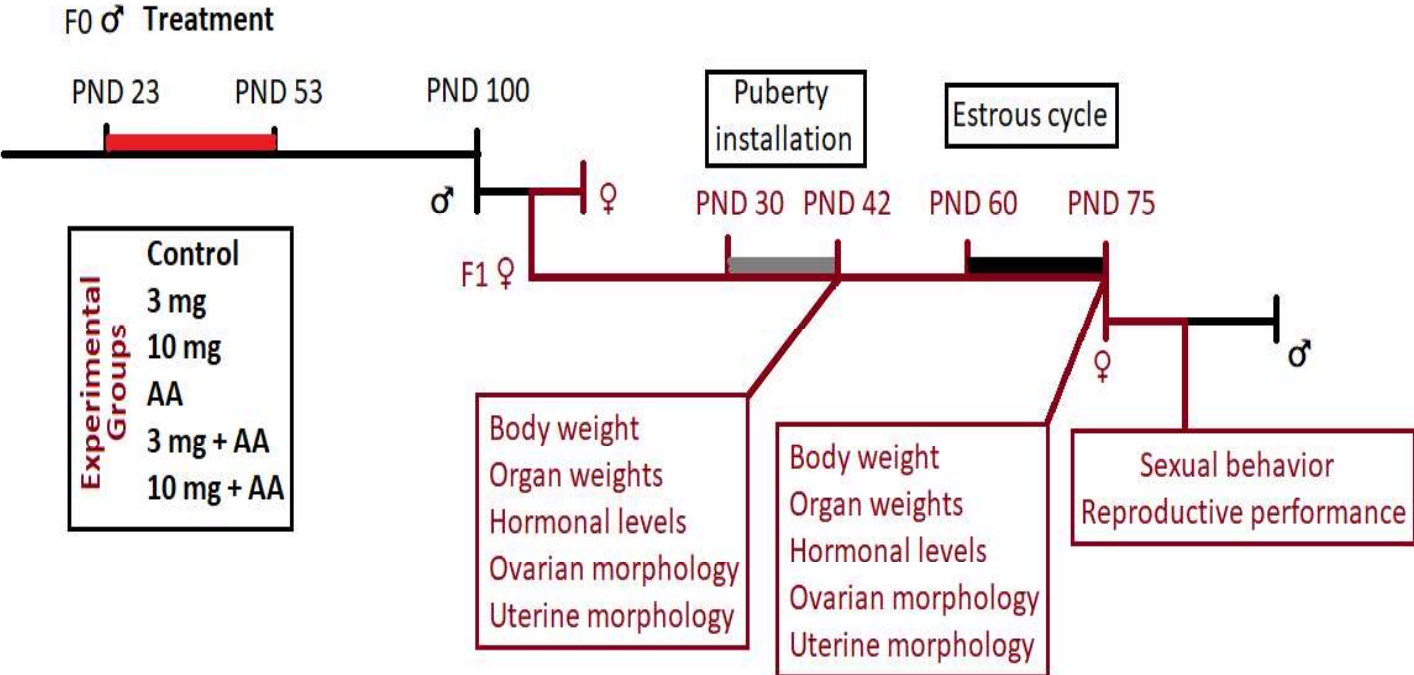 F0 ♂ Treatment
PND 23 PND 53 PND 100
♂ ♀
Experimental
Groups
Control
3 mg
10 mg
AA
3 mg + AA
10 mg + AA
Puberty
installation
Estrous cycle
PND 30 PND 42 PND 60 PND 75
F1 ♀
♀ ♂
Body weight
Organ weights
Hormonal levels
Ovarian morphology
Uterine morphology
Body weight
Organ weights
Hormonal levels
Ovarian morphology
Uterine morphology
Sexual behavior
Reproductive performance